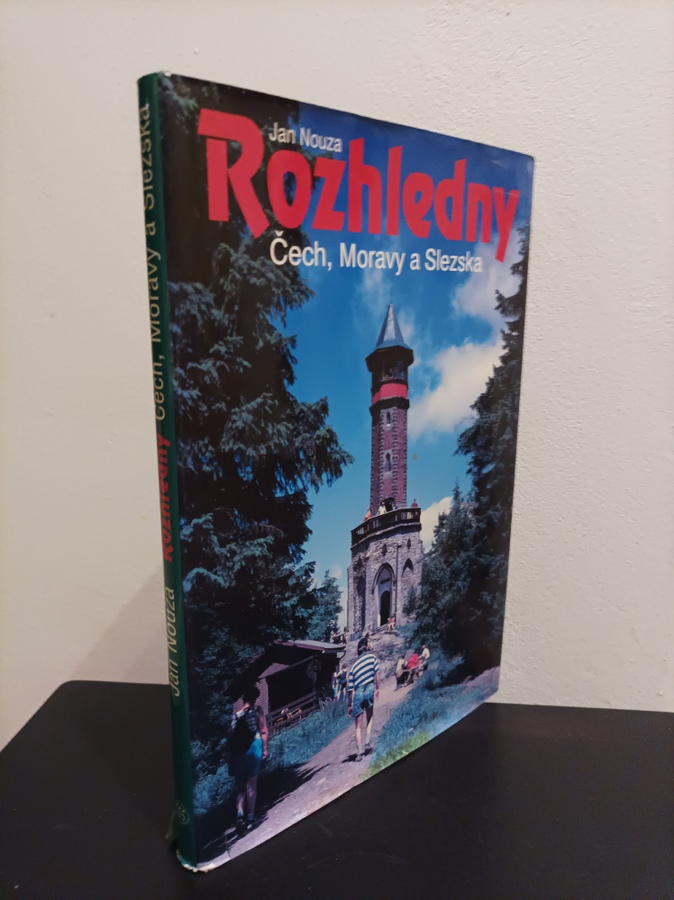 Jan Nouza
Rozhledny
Čech, Moravy a Slezska
Jan Nouza Rozhledny Čech, Moravy a Slezska